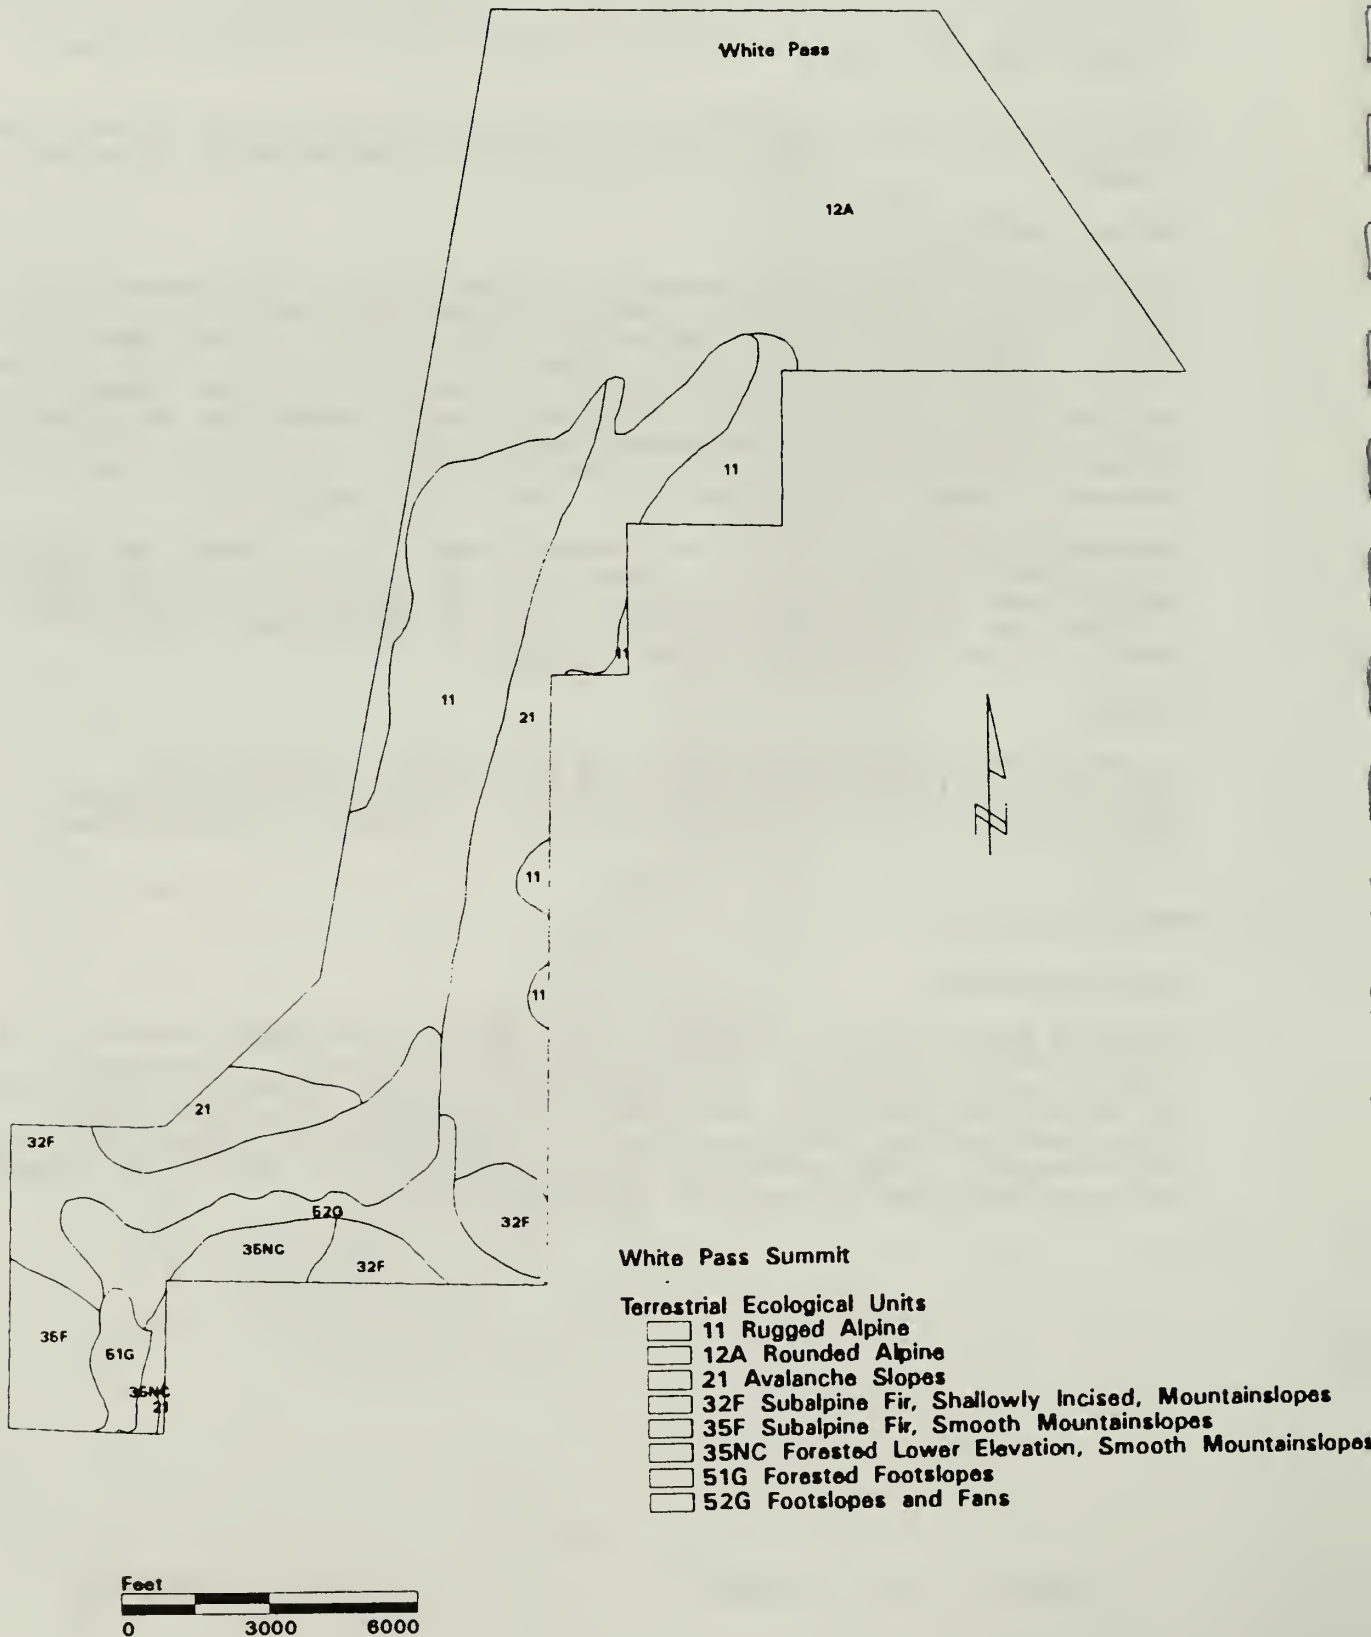 White Pass
12A
11
11
11
21
11
11
21
32F
52G
32F
35NC
32F
35F
51G
35NC
21
White Pass Summit
Terrestrial Ecological Units
11 Rugged Alpine
12A Rounded Alpine
21 Avalanche Slopes
32F Subalpine Fir, Shallowly Incised, Mountainslopes
35F Subalpine Fir, Smooth Mountainslopes
35NC Forested Lower Elevation, Smooth Mountainslopes
51G Forested Footslopes
52G Footslopes and Fans
Feet
0 3000 6000